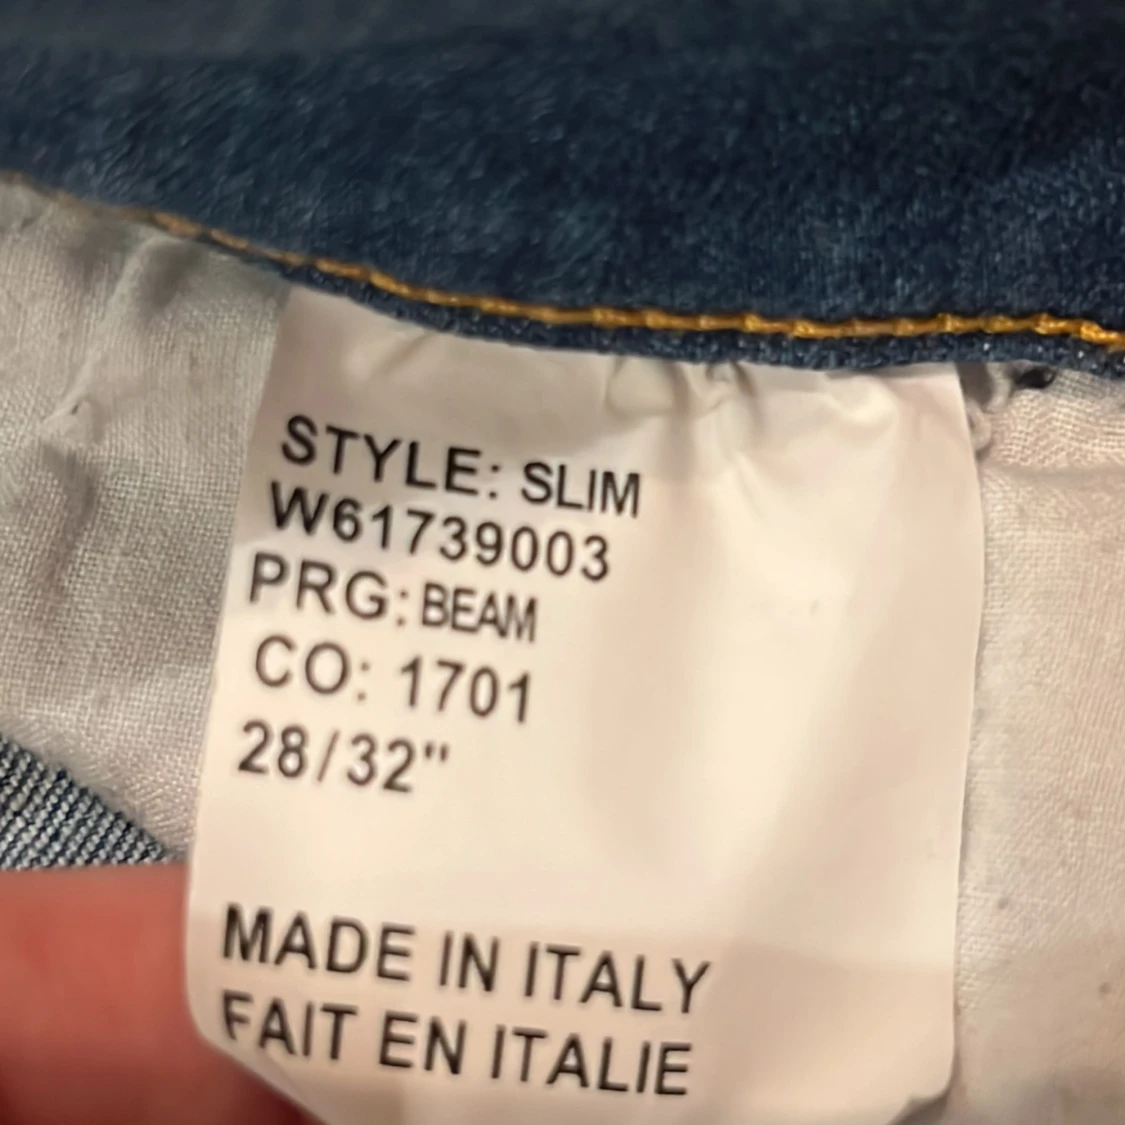 STYLE: SLIM
W61739003
PRG: BEAM
CO: 1701
28/32"
MADE IN ITALY
FAIT EN ITALIE